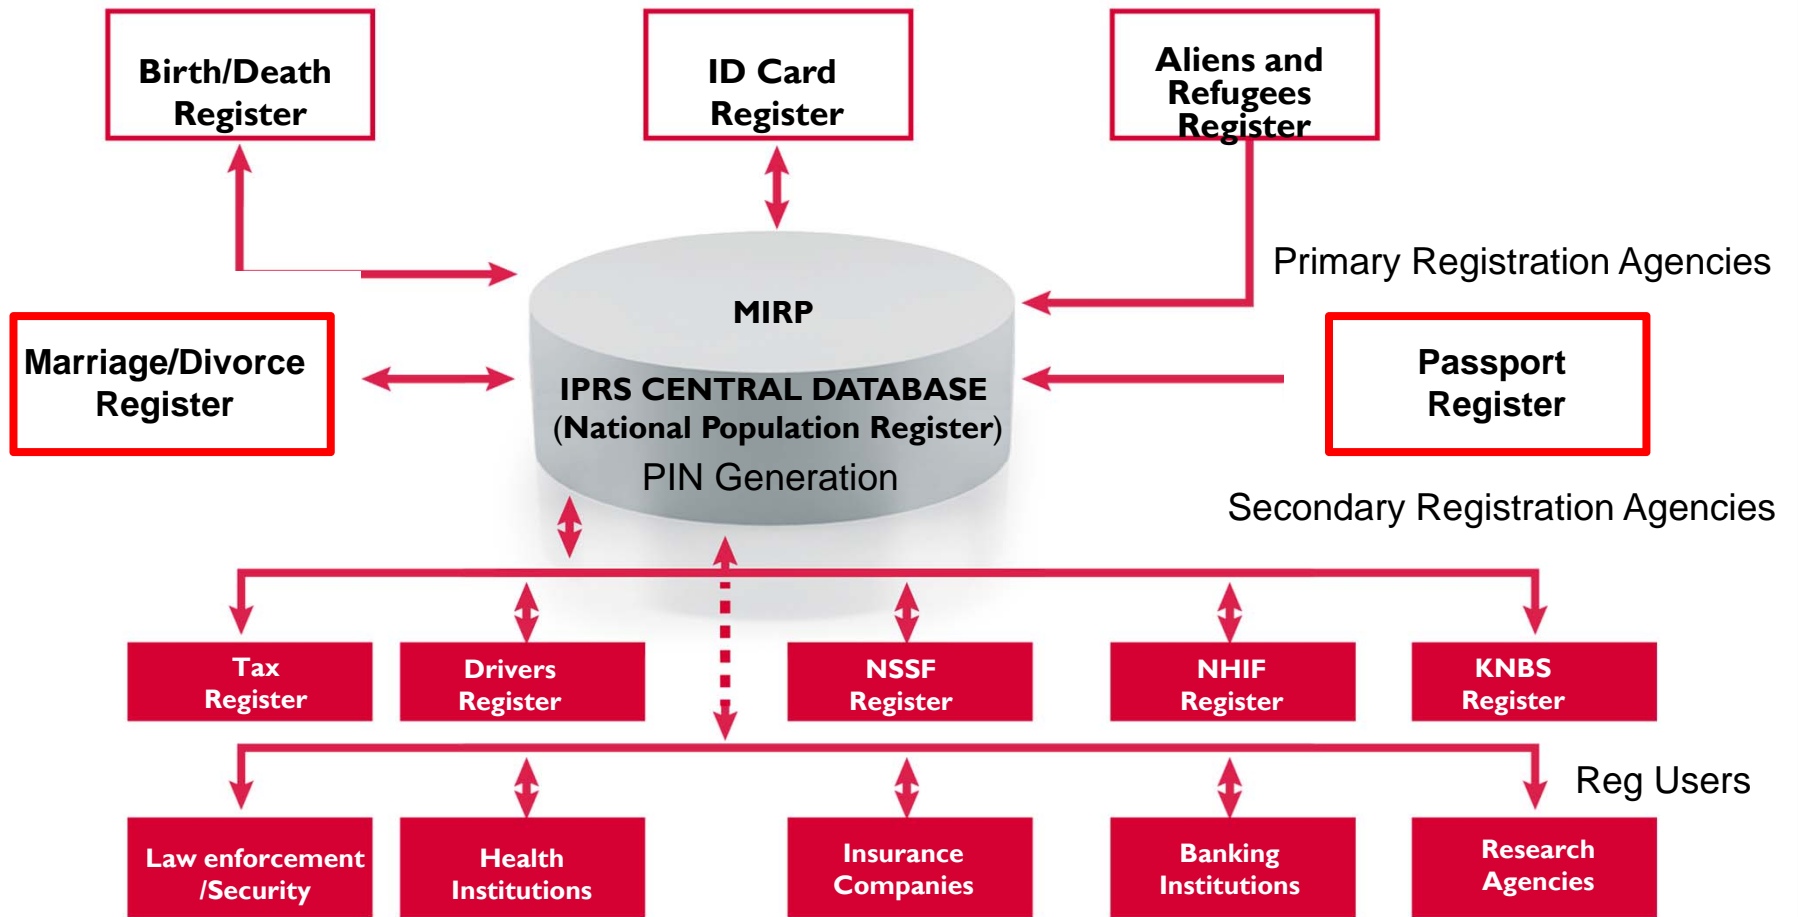 Birth/Death
Register
ID Card
Register
Aliens and
Refugees
Register
Primary Registration Agencies
MIRP
Marriage/Divorce
Register
Passport
Register
IPRS CENTRAL DATABASE
(National Population Register)
PIN Generation
Secondary Registration Agencies
Tax
Register
Drivers
Register
NSSF
Register
NHIF
Register
KNBS
Register
Reg Users
Law enforcement
/Security
Health
Institutions
Insurance
Companies
Banking
Institutions
Research
Agencies